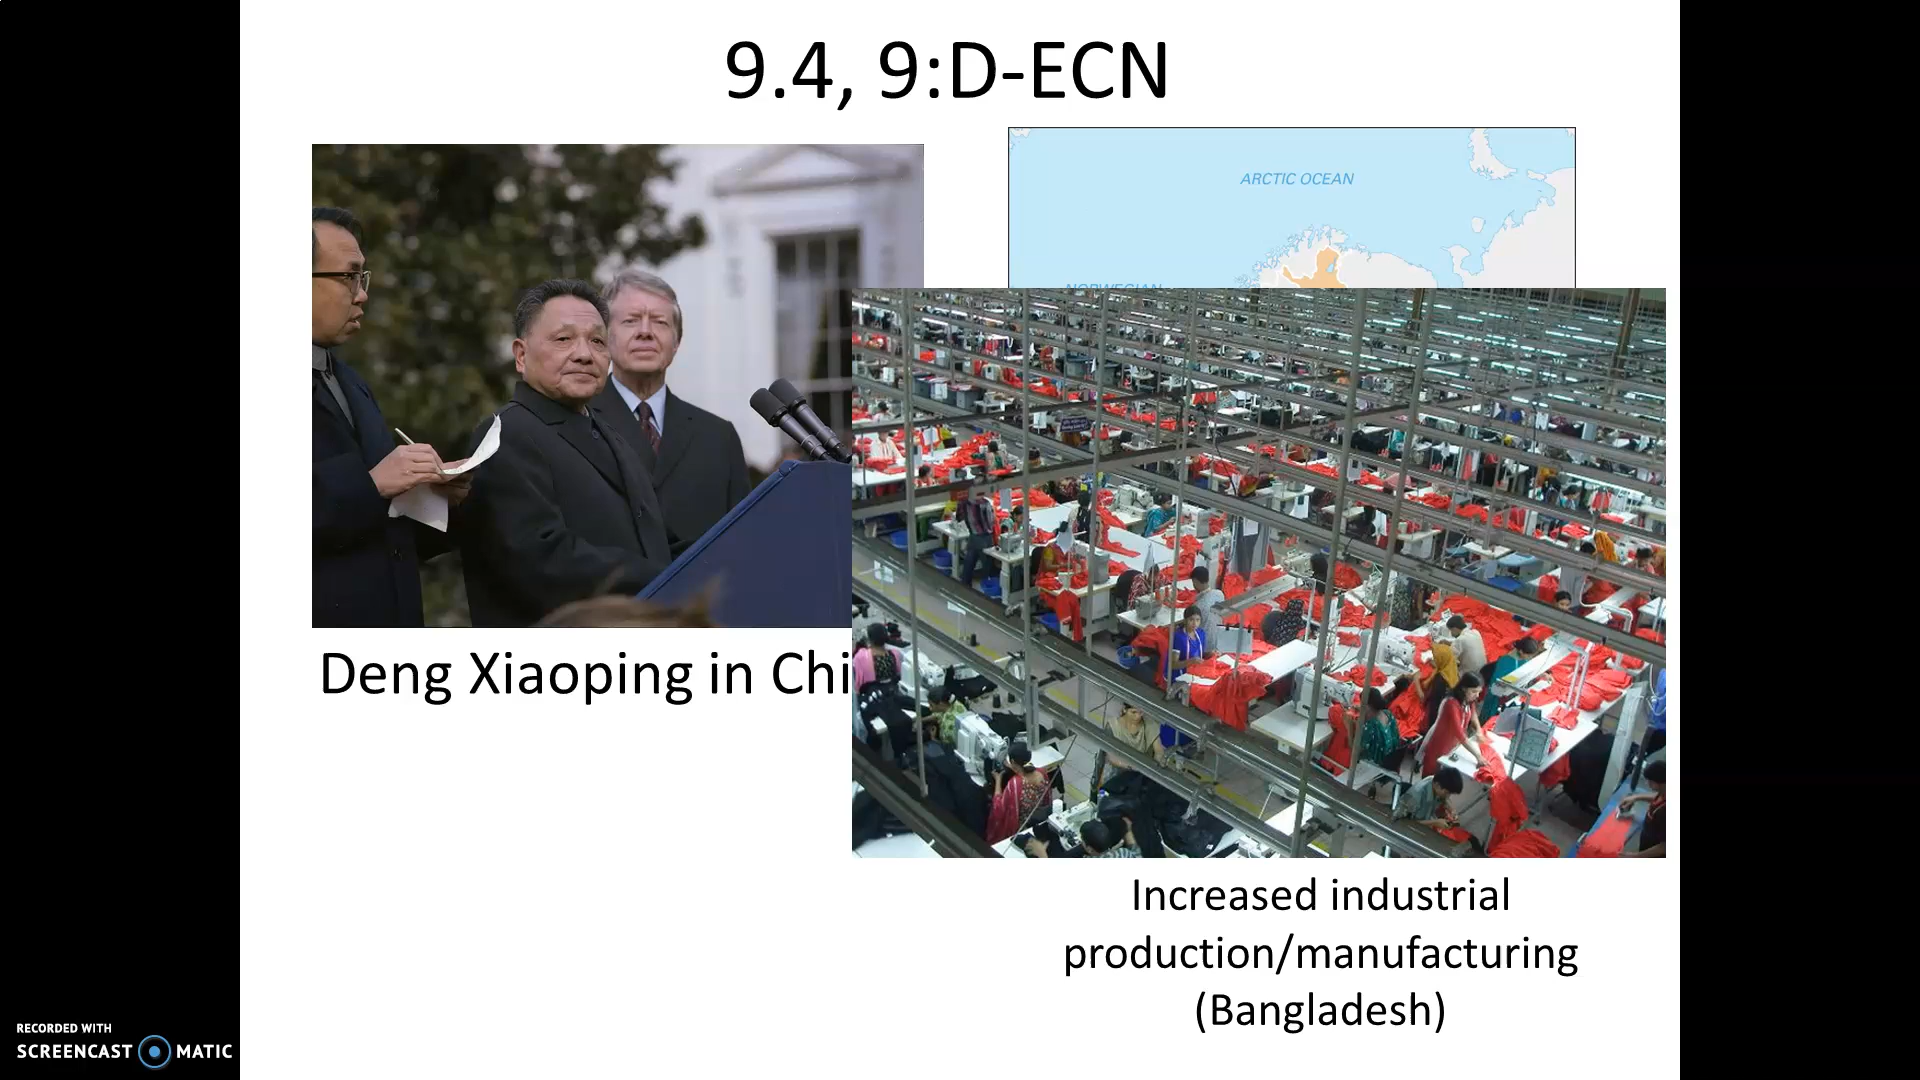 9.4, 9:D-ECN
ARCTIC OCEAN
NORWEGIAN
Deng Xiaoping in Chi
Increased industrial
production/manufacturing
(Bangladesh)
RECORDED WITH
SCREENCAST MATIC